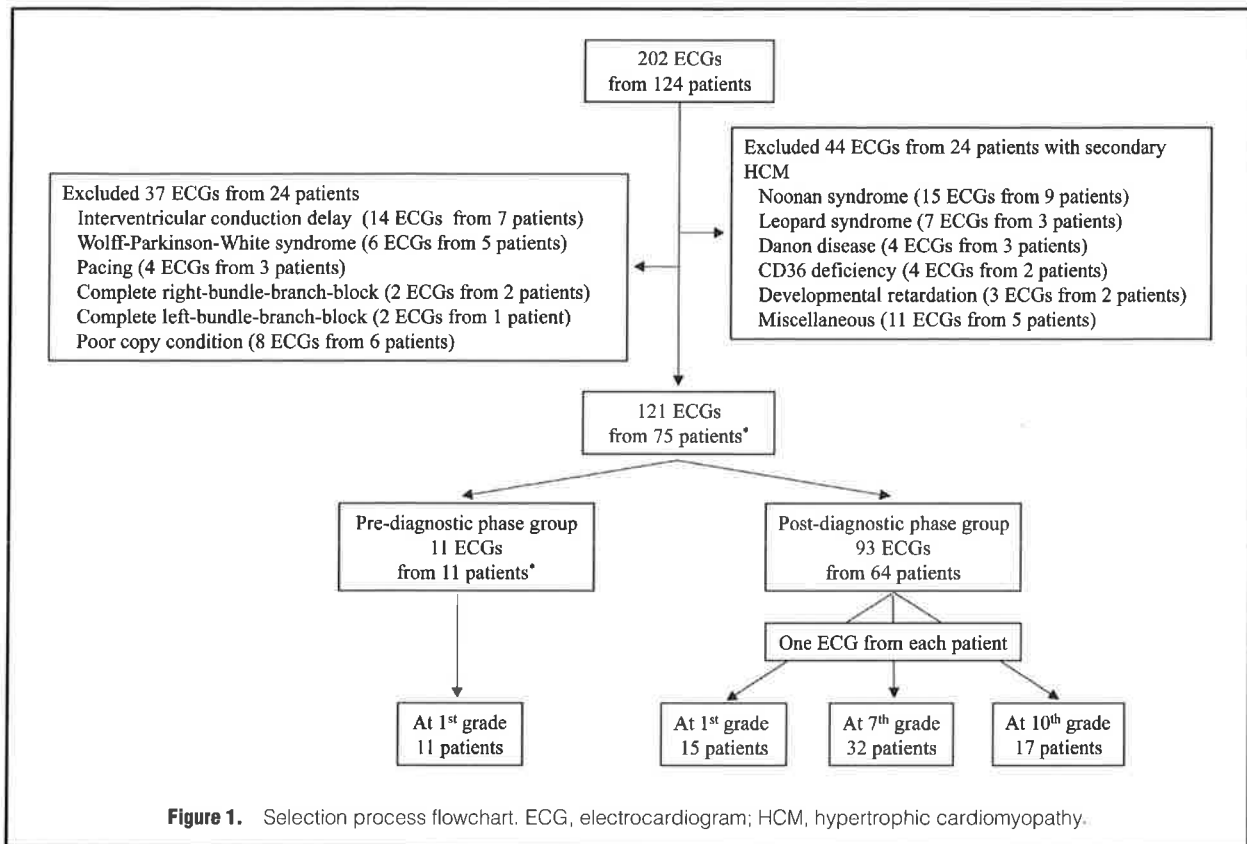 202 ECGs
from 124 patients
Excluded 44 ECGs from 24 patients with secondary
HCM
Noonan syndrome (15 ECGs from 9 patients)
Leopard syndrome (7 ECGs from 3 patients)
Danon disease (4 ECGs from 3 patients)
CD36 deficiency (4 ECGs from 2 patients)
Developmental retardation (3 ECGs from 2 patients)
Miscellaneous (11 ECGs from 5 patients)
Excluded 37 ECGs from 24 patients
Interventricular conduction delay (14 ECGs from 7 patients)
Wolff-Parkinson-White syndrome (6 ECGs from 5 patients)
Pacing (4 ECGs from 3 patients)
Complete right-bundle-branch-block (2 ECGs from 2 patients)
Complete left-bundle-branch-block (2 ECGs from 1 patient)
Poor copy condition (8 ECGs from 6 patients)
121 ECGs
from 75 patients*
Pre-diagnostic phase group
11 ECGs
from 11 patients*
Post-diagnostic phase group
93 ECGs
from 64 patients
One ECG from each patient
At 1st grade
11 patients
At 1st grade
15 patients
At 7th grade
32 patients
At 10th grade
17 patients
Figure 1. Selection process flowchart. ECG, electrocardiogram; HCM, hypertrophic cardiomyopathy.